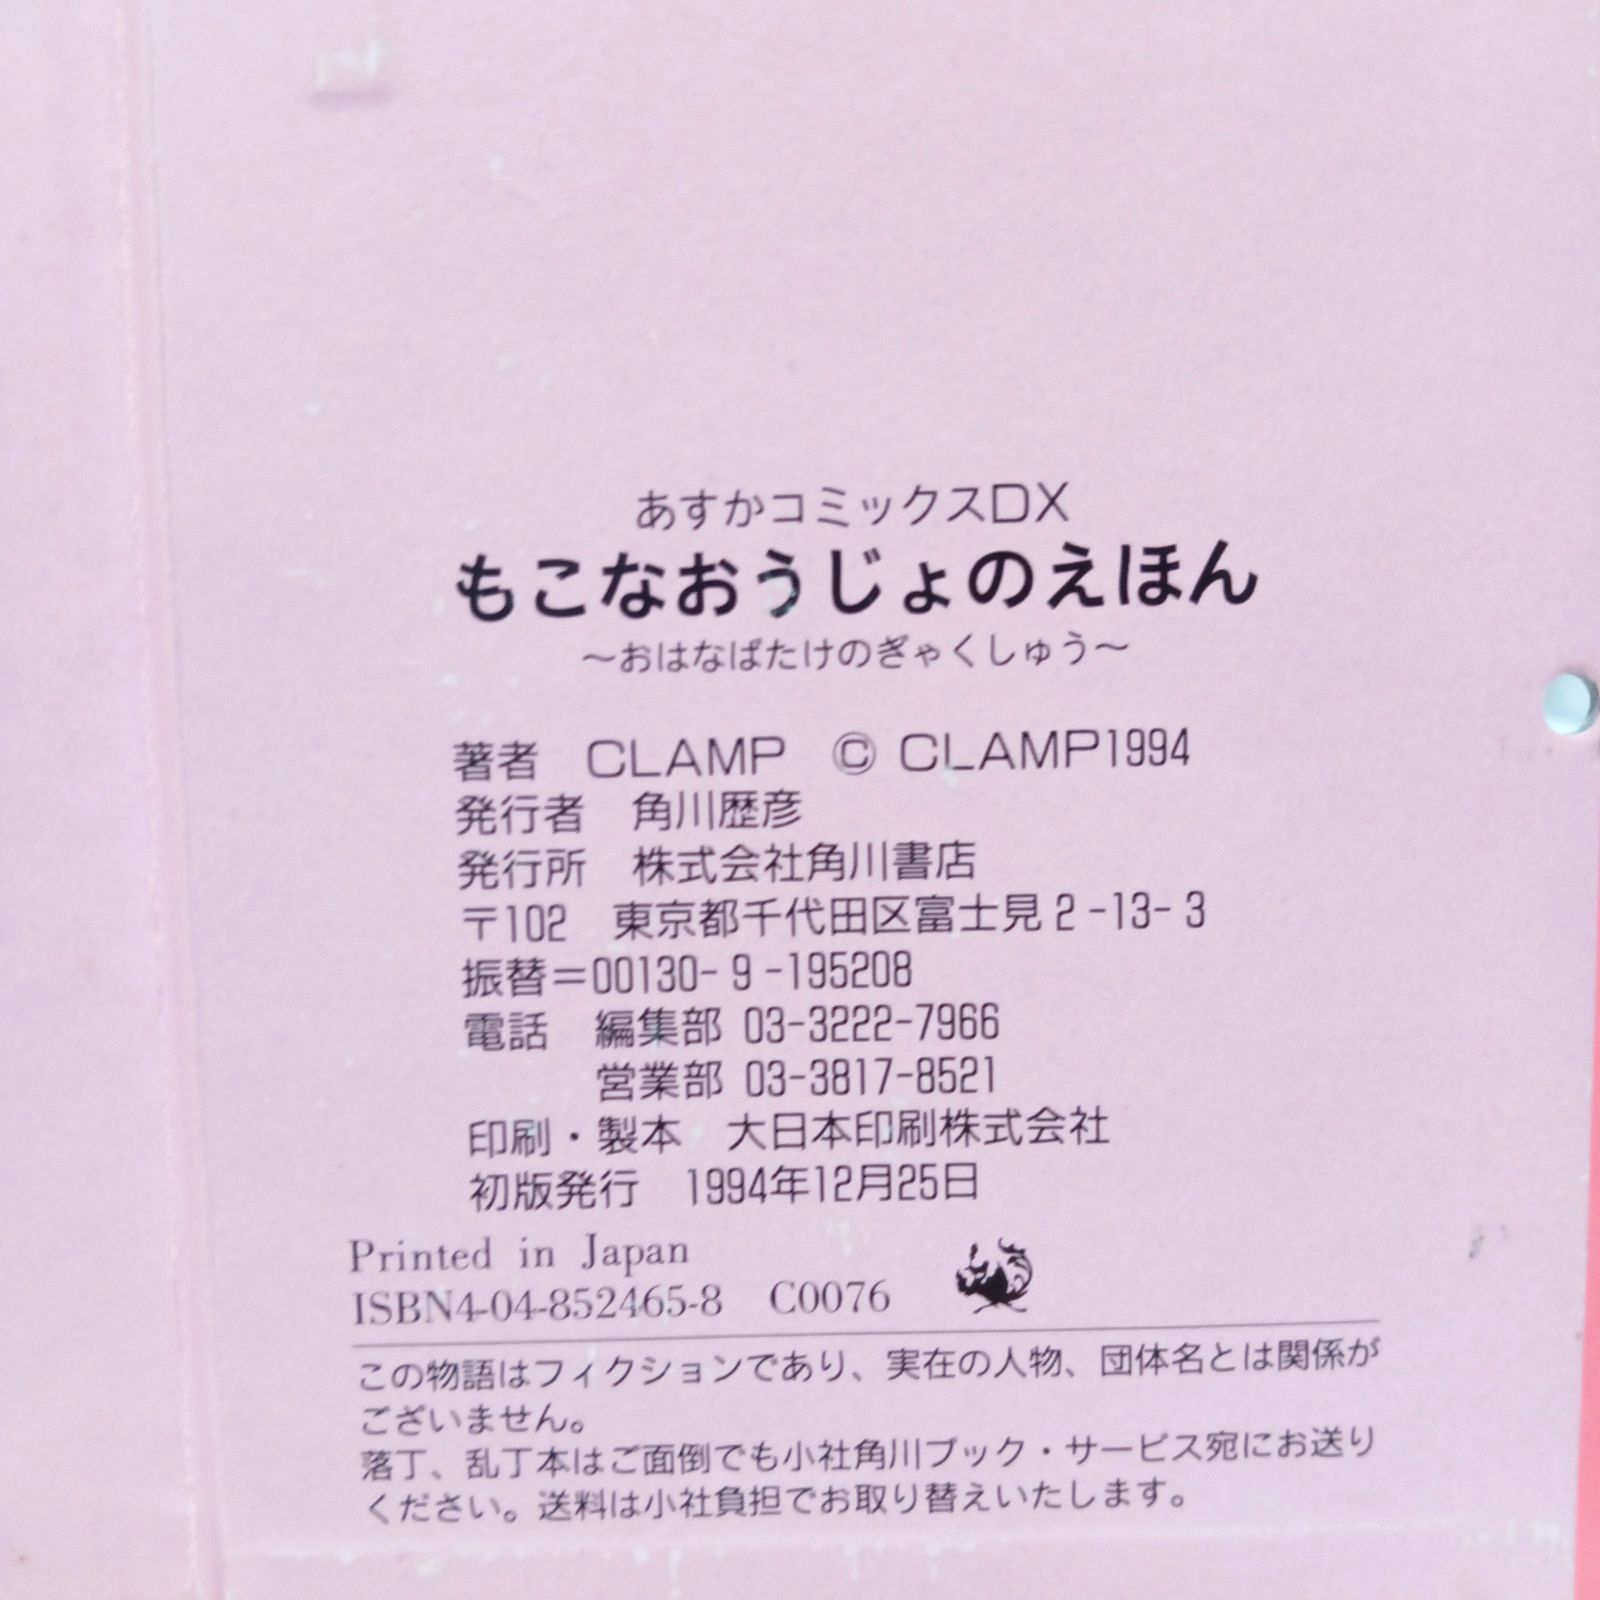 あすかコミックスDX
もこなおうじょのえほん
〜おはなばたけのぎゃくしゅう〜
著者　CLAMP　© CLAMP1994
発行者　角川歴彦
発行所　株式会社角川書店
〒102　東京都千代田区富士見2-13-3
振替=00130-9-195208
電話　編集部 03-3222-7966
営業部 03-3817-8521
印刷・製本　大日本印刷株式会社
初版発行　1994年12月25日
Printed in Japan
ISBN4-04-852465-8　C0076
この物語はフィクションであり、実在の人物、団体名とは関係が
ございません。
落丁、乱丁本はご面倒でも小社角川ブック・サービス宛にお送り
ください。送料は小社負担でお取り替えいたします。